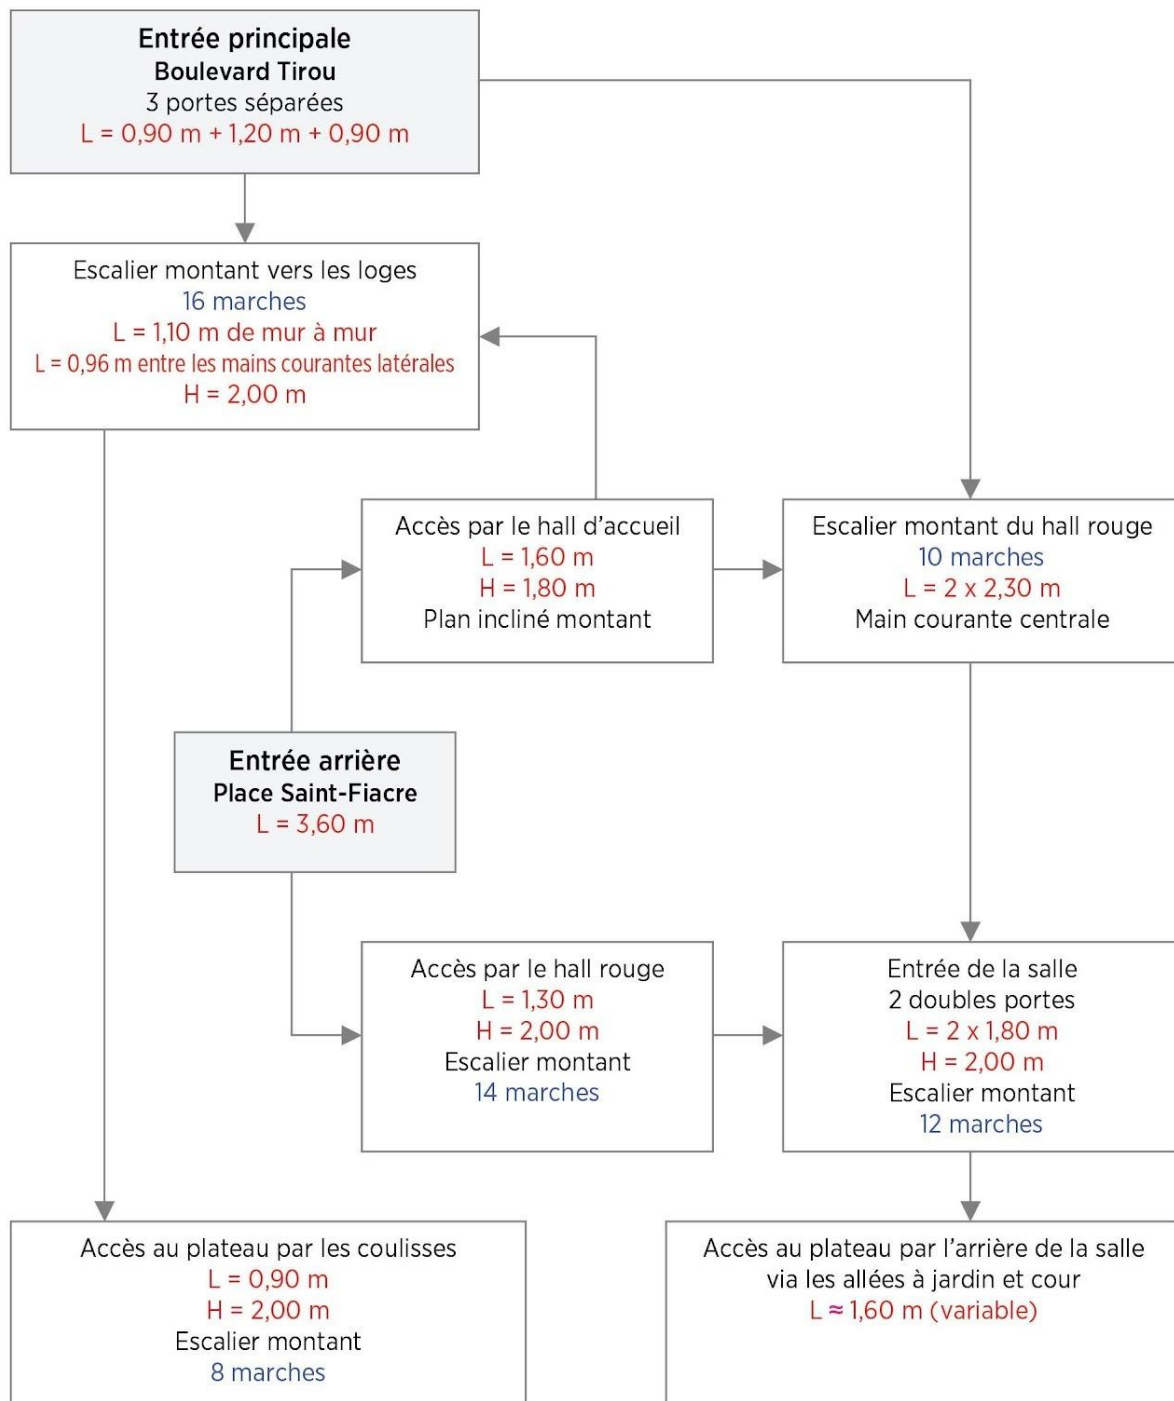 Entrée principale
Boulevard Tirou
3 portes séparées
L = 0,90 m + 1,20 m + 0,90 m
Escalier montant vers les loges
16 marches
L = 1,10 m de mur à mur
L = 0,96 m entre les mains courantes latérales
H = 2,00 m
Accès par le hall d'accueil
L = 1,60 m
H = 1,80 m
Plan incliné montant
Escalier montant du hall rouge
10 marches
L = 2 x 2,30 m
Main courante centrale
Entrée arrière
Place Saint-Fiacre
L = 3,60 m
Accès par le hall rouge
L = 1,30 m
H = 2,00 m
Escalier montant
14 marches
Entrée de la salle
2 doubles portes
L = 2 x 1,80 m
H = 2,00 m
Escalier montant
12 marches
Accès au plateau par les coulisses
L = 0,90 m
H = 2,00 m
Escalier montant
8 marches
Accès au plateau par l'arrière de la salle
via les allées à jardin et cour
L ≈ 1,60 m (variable)